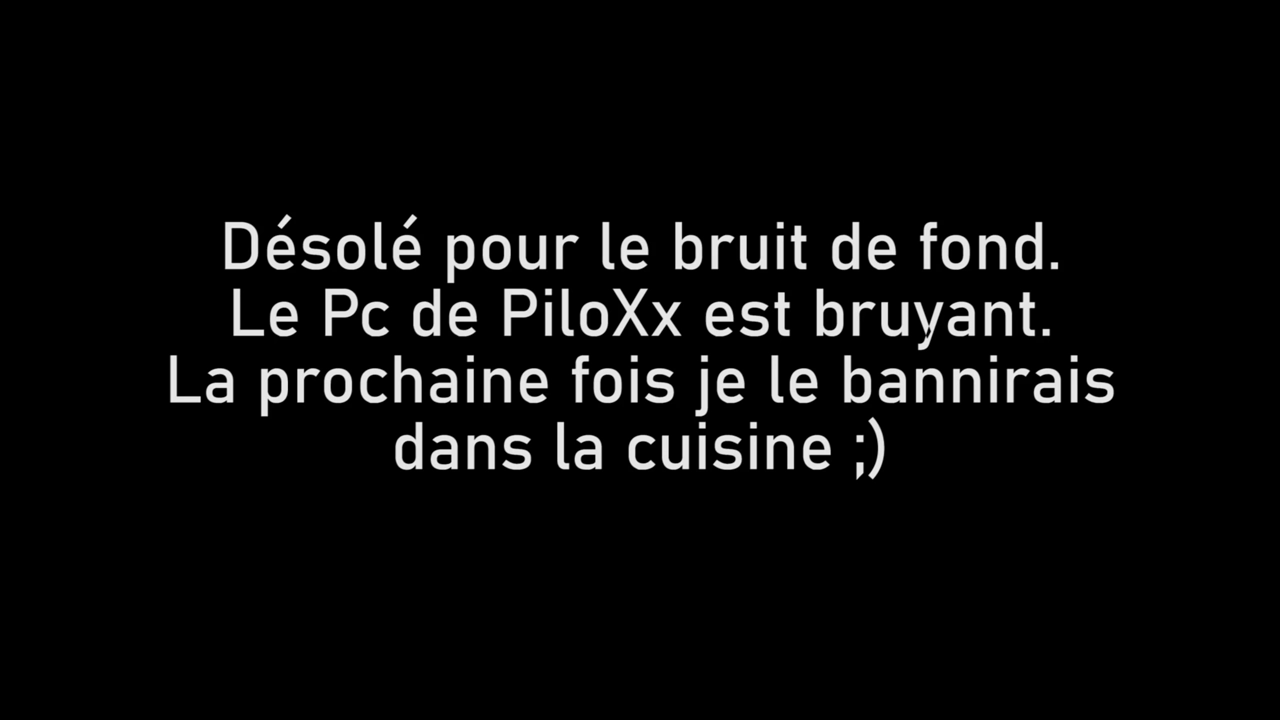 Désolé pour le bruit de fond.
Le Pc de PiloXx est bruyant.
La prochaine fois je le bannirais
dans la cuisine ;)